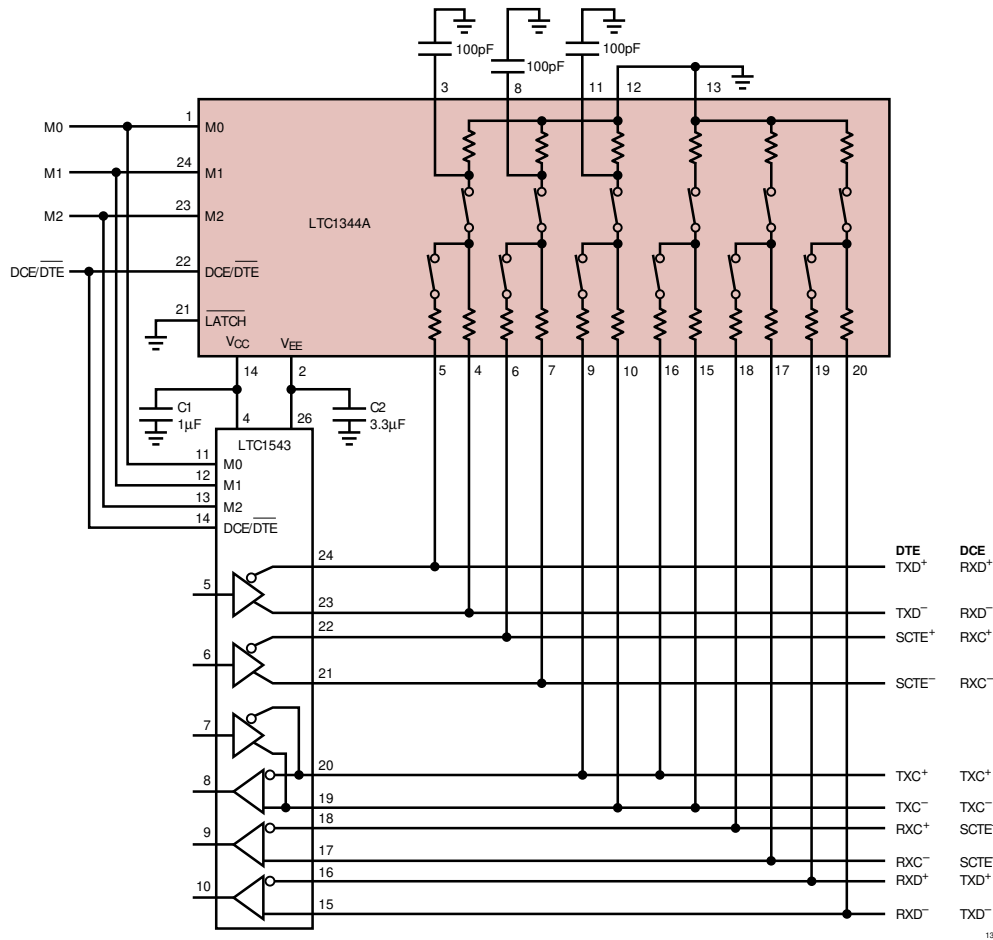 100pF
100pF
100pF
3
8
11
12
13
M0
1
M0
M1
24
M1
M2
23
M2
LTC1344A
DCE/DTE
22
DCE/DTE
21
LATCH
VCC
VEE
14
2
5
4
6
7
9
10
16
15
18
17
19
20
C1
1µF
C2
3.3µF
4
26
LTC1543
11
M0
12
M1
13
M2
14
DCE/DTE
DTE
DCE
24
TXD+
RXD+
5
23
TXD–
RXD–
22
SCTE+
RXC+
6
21
SCTE–
RXC–
7
20
TXC+
TXC+
8
19
TXC–
TXC–
18
RXC+
SCTE
9
17
RXC–
SCTE
16
RXD+
TXD+
10
15
RXD–
TXD–
13